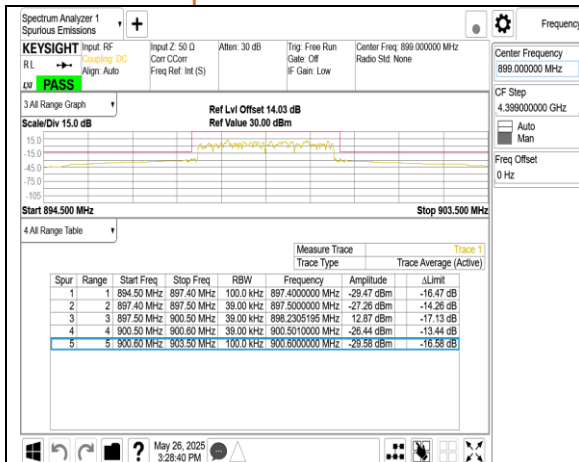 Spectrum Analyzer 1
Spurious Emissions
Frequency
KEYSIGHT Input: RF Input Z: 50 Ω Atten: 30 dB Trig: Free Run Center Freq: 899.000000 MHz
RL Coupling: DC Corr CCorr Gate: Off Radio Std: None
Align: Auto Freq Ref: Int (S) IF Gain: Low
LXI PASS
Center Frequency
899.000000 MHz
CF Step
4.399000000 GHz
Auto
Man
Freq Offset
0 Hz
3 All Range Graph
Ref Lvl Offset 14.03 dB
Scale/Div 15.0 dB Ref Value 30.00 dBm
15.0
-15.0
-45.0
-75.0
-105
Start 894.500 MHz Stop 903.500 MHz
4 All Range Table
Measure Trace Trace 1
Trace Type Trace Average (Active)
Spur Range Start Freq Stop Freq RBW Frequency Amplitude ΔLimit
1 1 894.50 MHz 897.40 MHz 100.0 kHz 897.4000000 MHz -29.47 dBm -16.47 dB
2 2 897.40 MHz 897.50 MHz 39.00 kHz 897.5000000 MHz -27.26 dBm -14.26 dB
3 3 897.50 MHz 900.50 MHz 39.00 kHz 898.2305195 MHz 12.87 dBm -17.13 dB
4 4 900.50 MHz 900.60 MHz 39.00 kHz 900.5010000 MHz -26.44 dBm -13.44 dB
5 5 900.60 MHz 903.50 MHz 100.0 kHz 900.6000000 MHz -29.58 dBm -16.58 dB
? May 26, 2025
3:28:40 PM